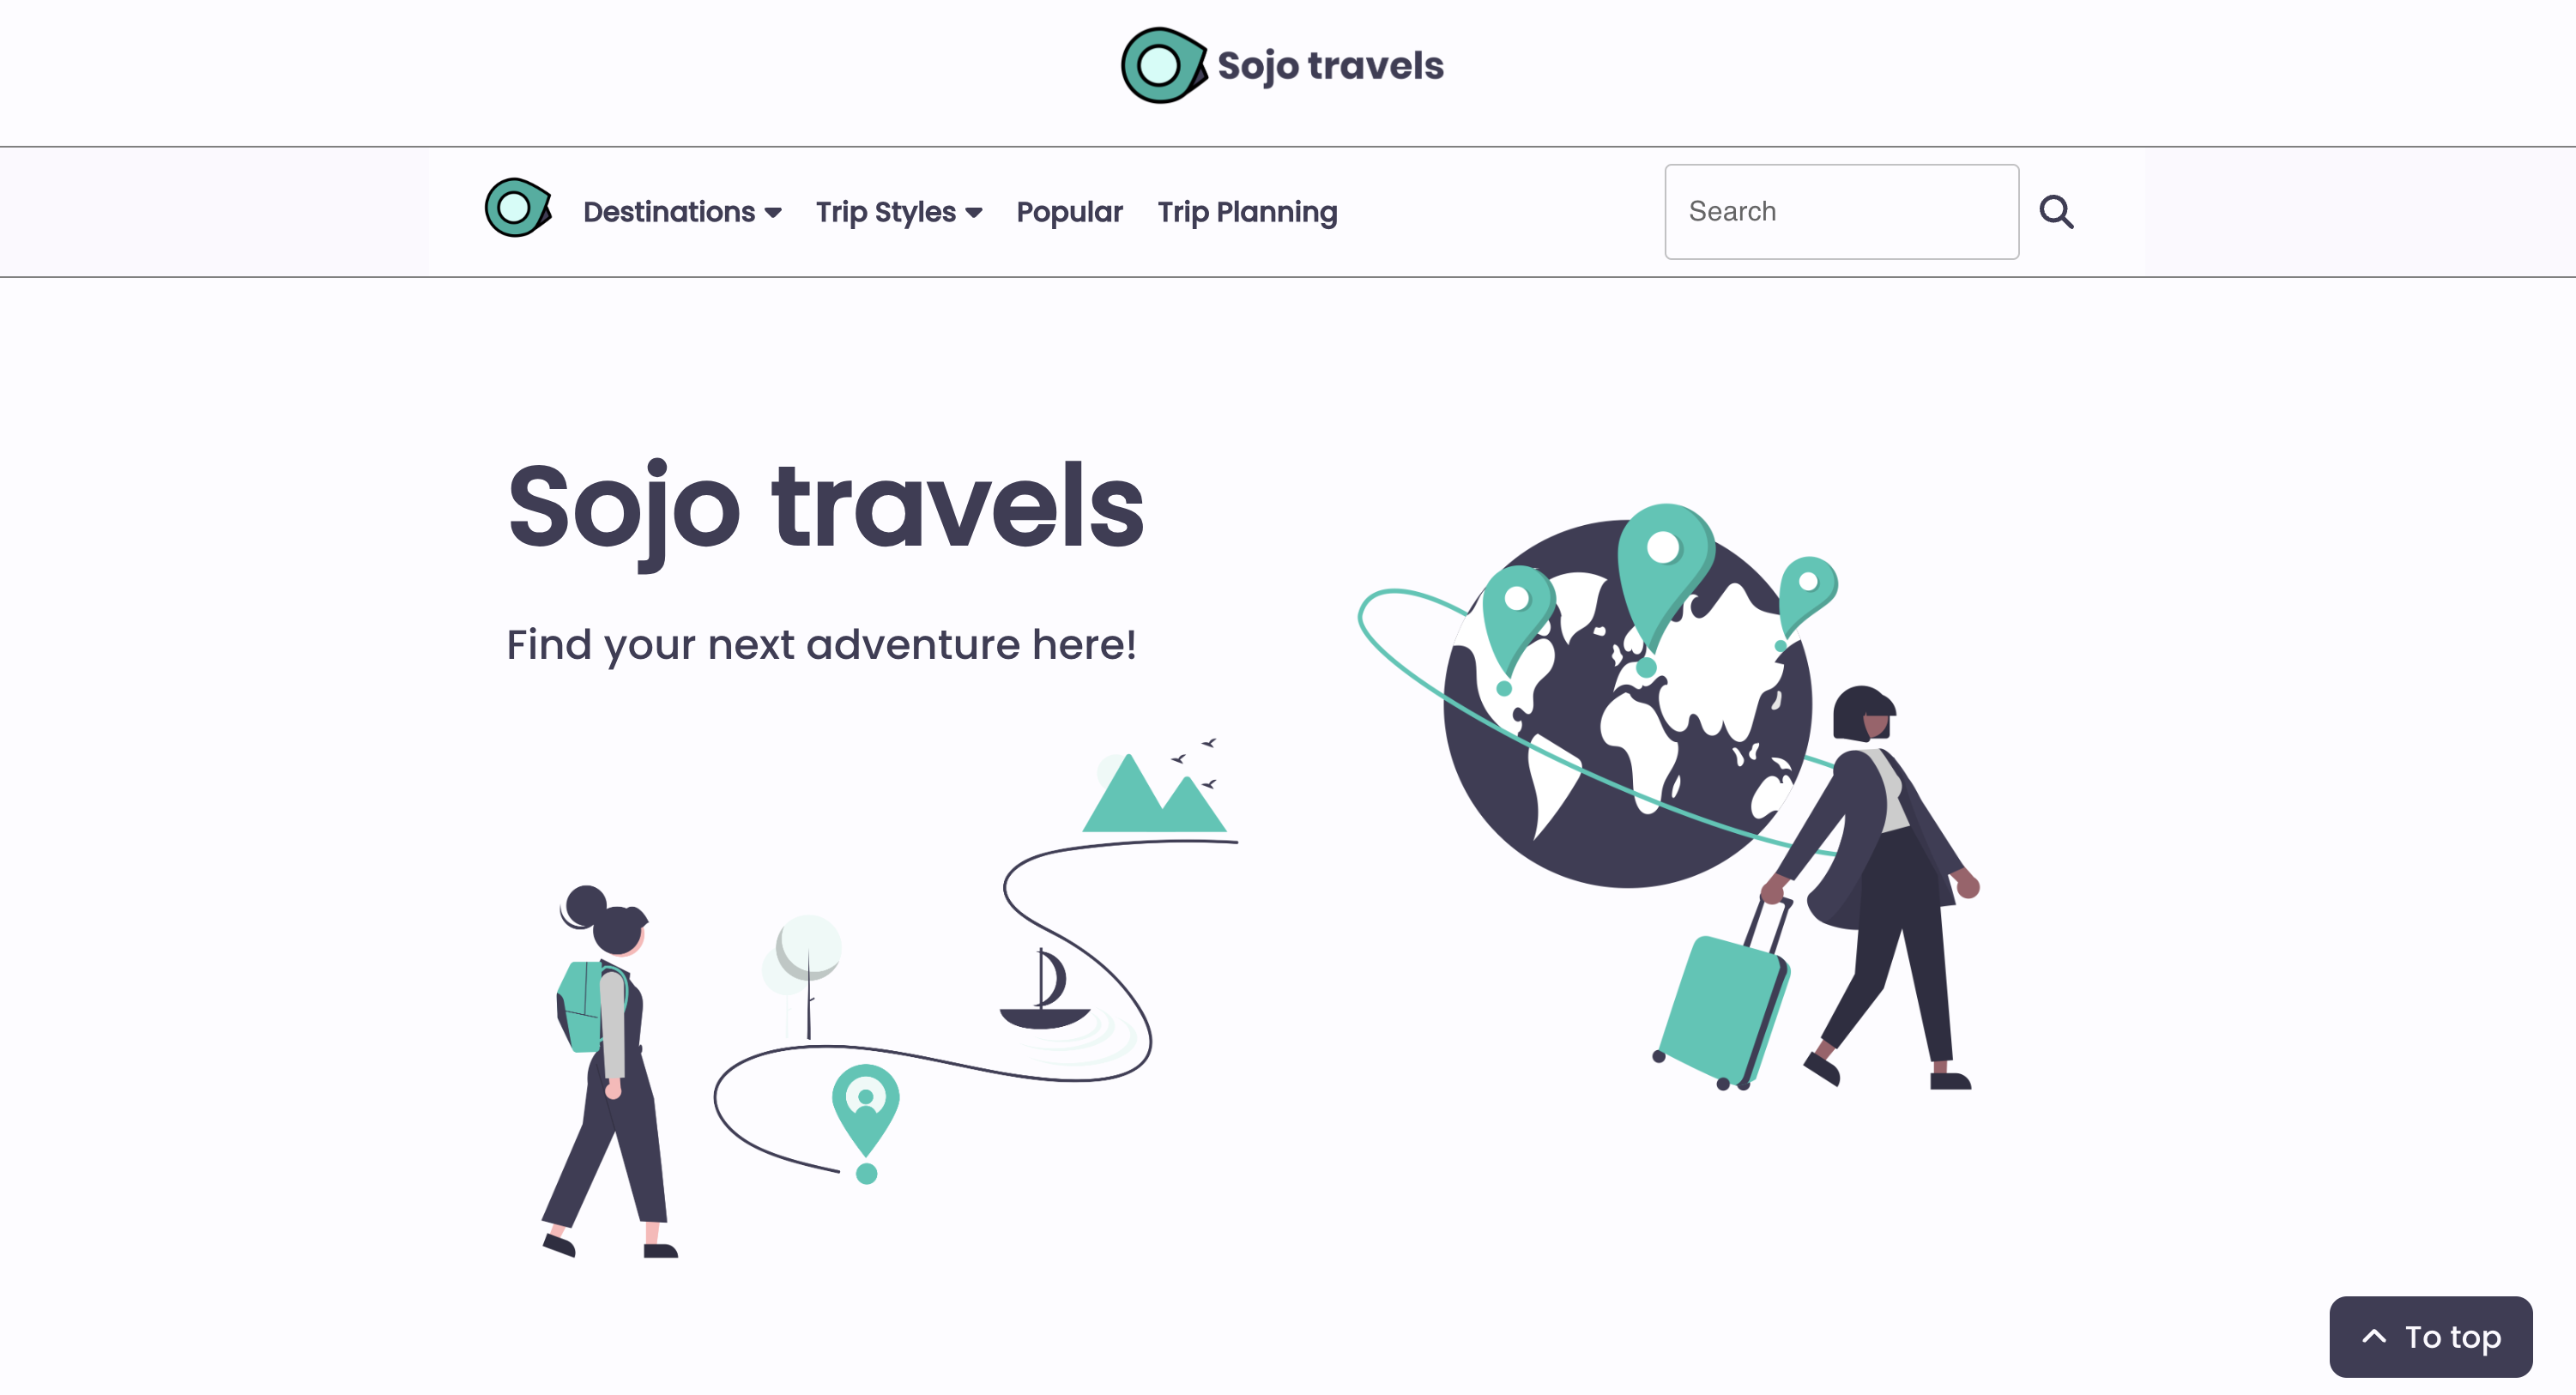 Sojo travels
Destinations Trip Styles Popular Trip Planning Search
Sojo travels
Find your next adventure here!
To top